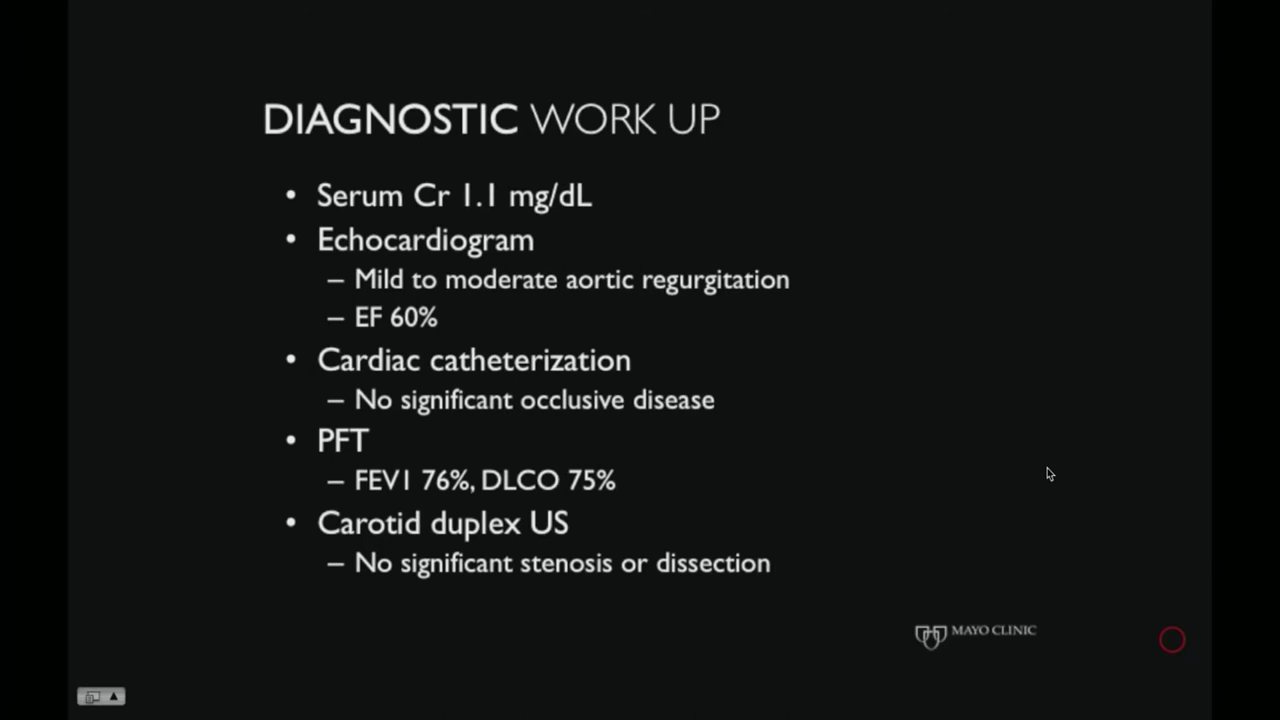 DIAGNOSTIC WORK UP
• Serum Cr 1.1 mg/dL
• Echocardiogram
– Mild to moderate aortic regurgitation
– EF 60%
• Cardiac catheterization
– No significant occlusive disease
• PFT
– FEV1 76%, DLCO 75%
• Carotid duplex US
– No significant stenosis or dissection
MAYO CLINIC